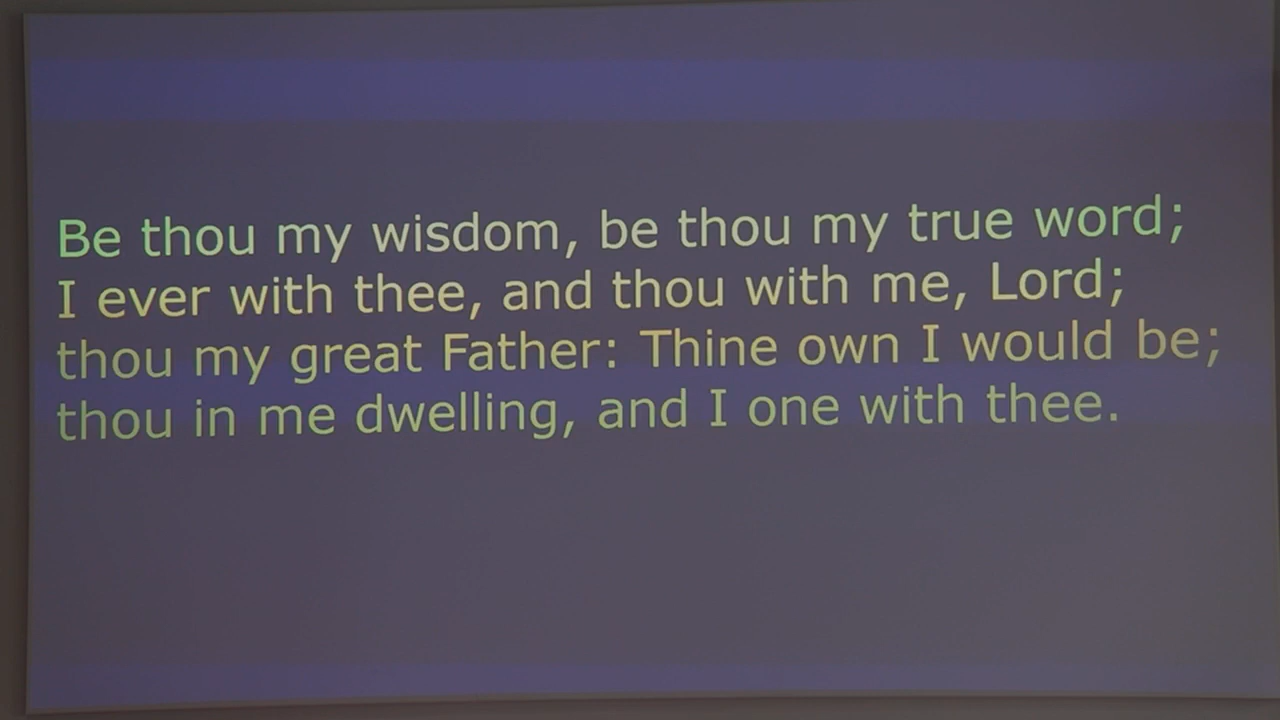 Be thou my wisdom, be thou my true word;
I ever with thee, and thou with me, Lord;
thou my great Father: Thine own I would be;
thou in me dwelling, and I one with thee.